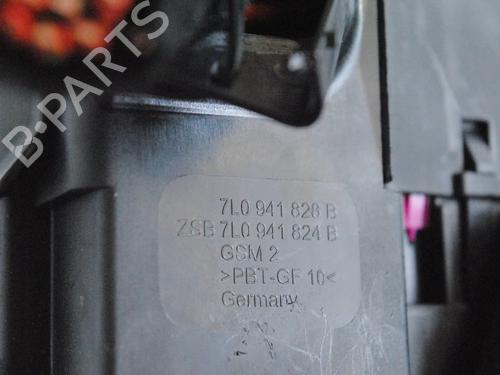 B-PARTS
7L0 941 828 B
ZSB 7L0 941 824 B
GSM 2
>PBT-GF 10<
Germany